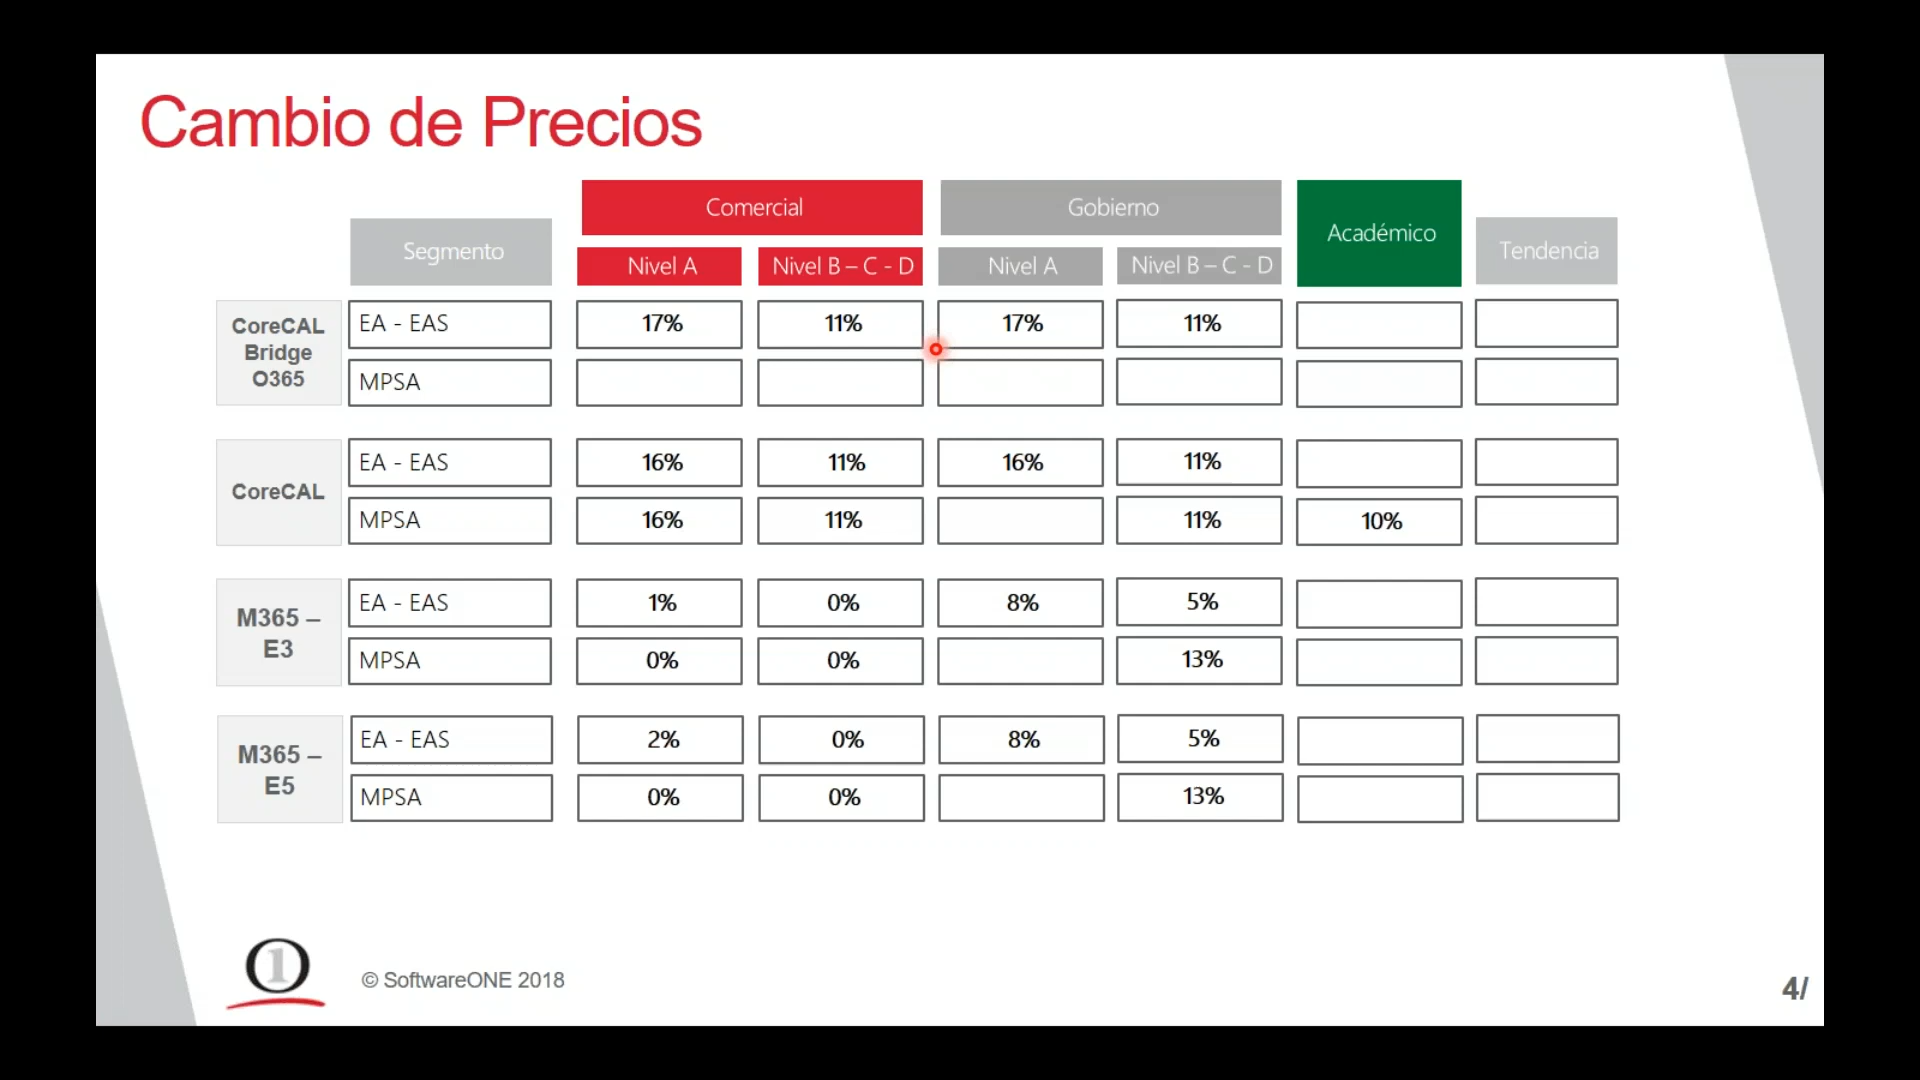 Cambio de Precios
Comercial Gobierno Académico
Segmento Tendencia
Nivel A Nivel B – C - D Nivel A Nivel B – C - D
CoreCAL Bridge O365
EA - EAS 17% 11% 17% 11%
MPSA
CoreCAL
EA - EAS 16% 11% 16% 11%
MPSA 16% 11% 11% 10%
M365 – E3
EA - EAS 1% 0% 8% 5%
MPSA 0% 0% 13%
M365 – E5
EA - EAS 2% 0% 8% 5%
MPSA 0% 0% 13%
1
© SoftwareONE 2018
4/